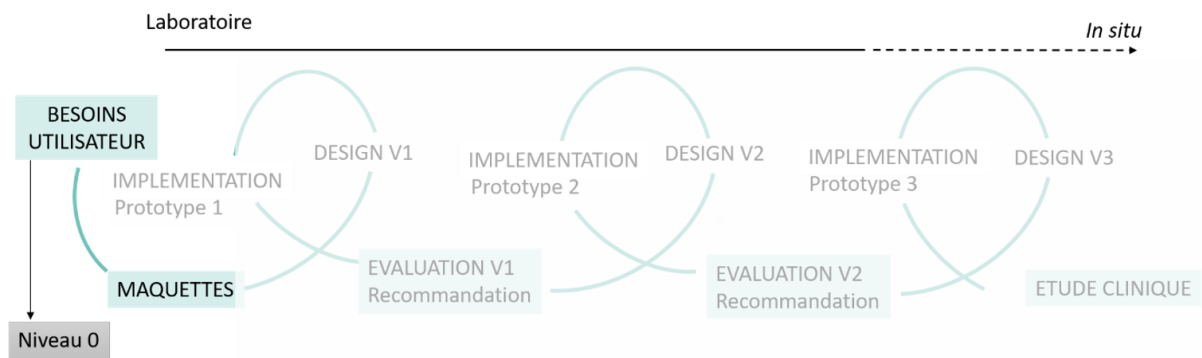 Laboratoire
In situ
BESOINS
UTILISATEUR
IMPLEMENTATION
Prototype 1
DESIGN V1
IMPLEMENTATION
Prototype 2
DESIGN V2
IMPLEMENTATION
Prototype 3
DESIGN V3
MAQUETTES
EVALUATION V1
Recommandation
EVALUATION V2
Recommandation
ETUDE CLINIQUE
Niveau 0